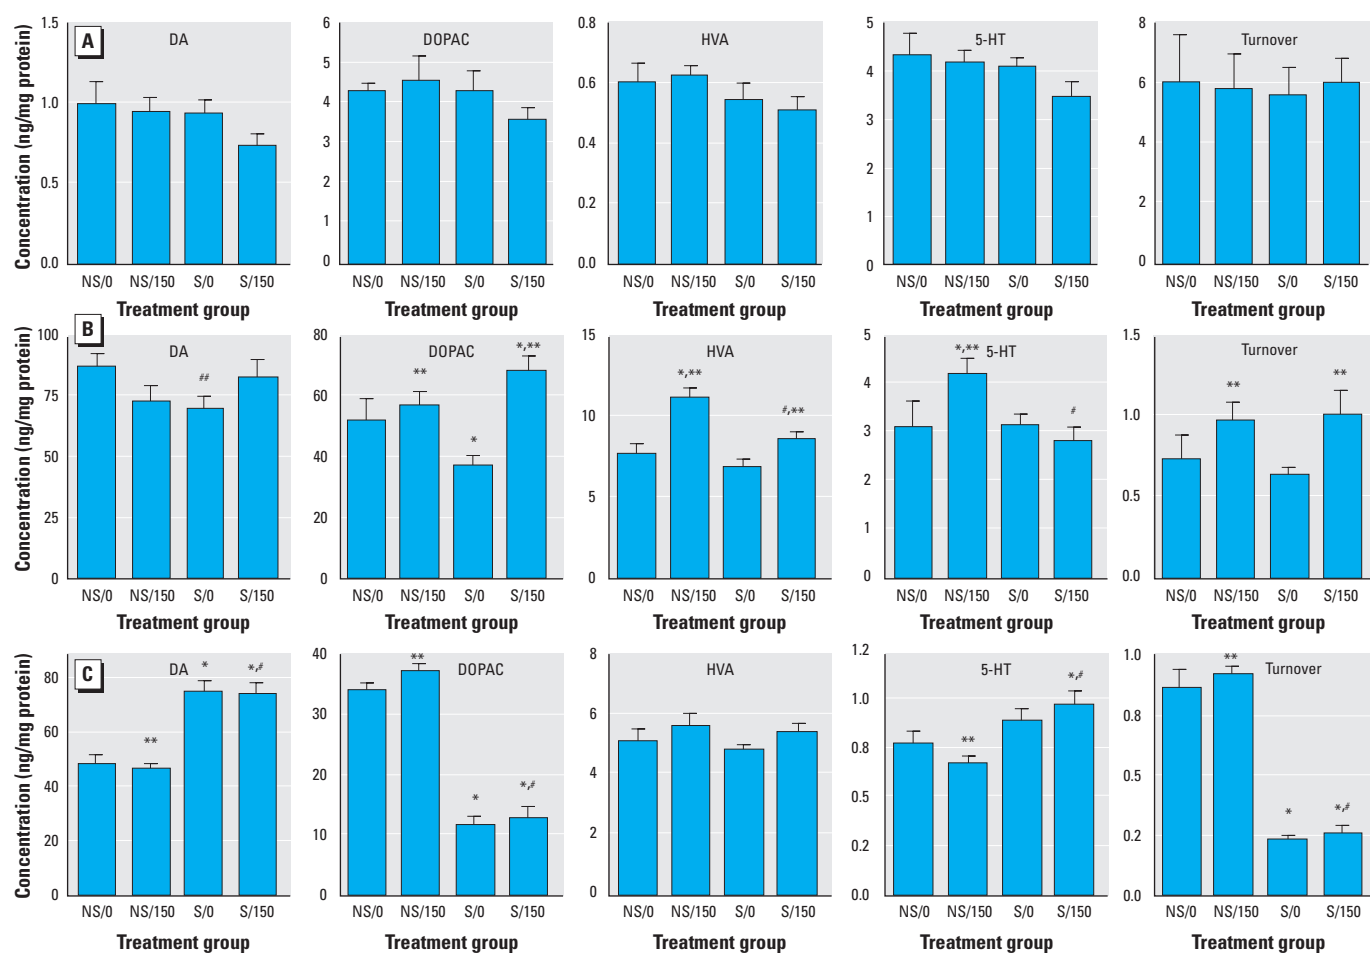 A
DA
DOPAC
HVA
5-HT
Turnover
Concentration (ng/mg protein)
1.5
1.0
0.5
0.0
6
5
4
3
2
1
0
0.8
0.6
0.4
0.2
0.0
5
4
3
2
1
0
8
6
4
2
0
NS/0 NS/150 S/0 S/150
NS/0 NS/150 S/0 S/150
NS/0 NS/150 S/0 S/150
NS/0 NS/150 S/0 S/150
NS/0 NS/150 S/0 S/150
Treatment group
Treatment group
Treatment group
Treatment group
Treatment group
B
DA
DOPAC
HVA
5-HT
Turnover
Concentration (ng/mg protein)
100
75
50
25
0
##
80
60
40
20
0
**
*
*,**
15
10
5
0
*,**
#,**
5
4
3
2
1
0
*,**
#
1.5
1.0
0.5
0.0
**
**
NS/0 NS/150 S/0 S/150
NS/0 NS/150 S/0 S/150
NS/0 NS/150 S/0 S/150
NS/0 NS/150 S/0 S/150
NS/0 NS/150 S/0 S/150
Treatment group
Treatment group
Treatment group
Treatment group
Treatment group
C
DA
DOPAC
HVA
5-HT
Turnover
Concentration (ng/mg protein)
80
60
40
20
0
**
*
*,#
40
30
20
10
0
**
*
*,#
8
6
4
2
0
1.2
1.0
0.8
0.5
0.2
0.0
**
*,#
1.0
0.8
0.5
0.2
0.0
**
*
*,#
NS/0 NS/150 S/0 S/150
NS/0 NS/150 S/0 S/150
NS/0 NS/150 S/0 S/150
NS/0 NS/150 S/0 S/150
NS/0 NS/150 S/0 S/150
Treatment group
Treatment group
Treatment group
Treatment group
Treatment group